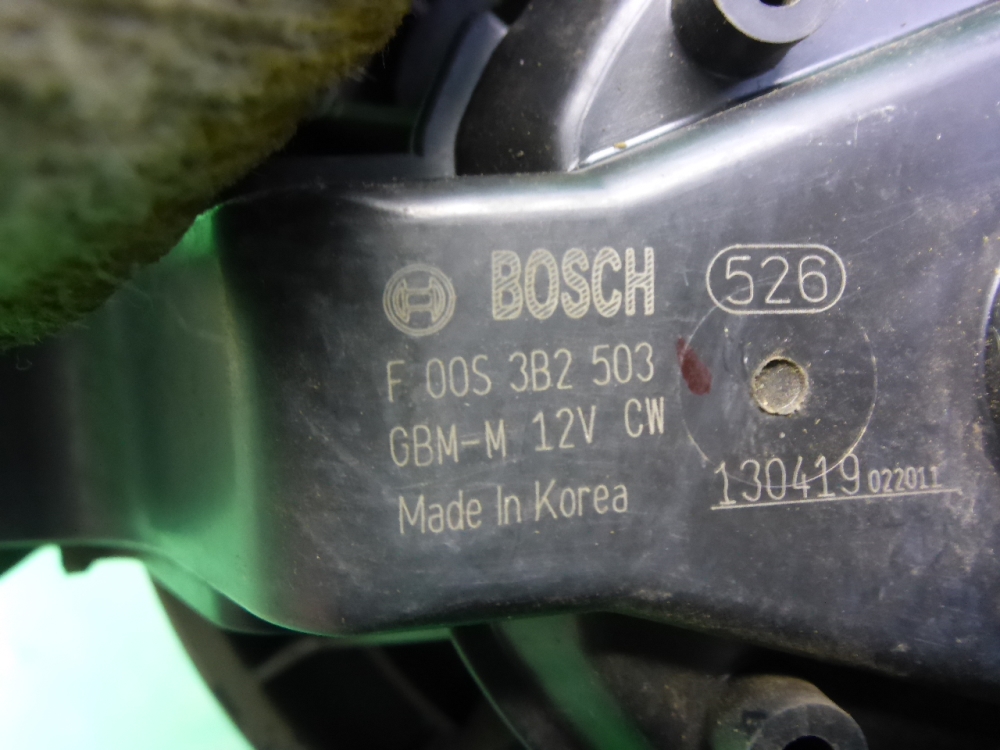 BOSCH 526
F 00S 3B2 503
GBM-M 12V CW
130419 022011
Made In Korea